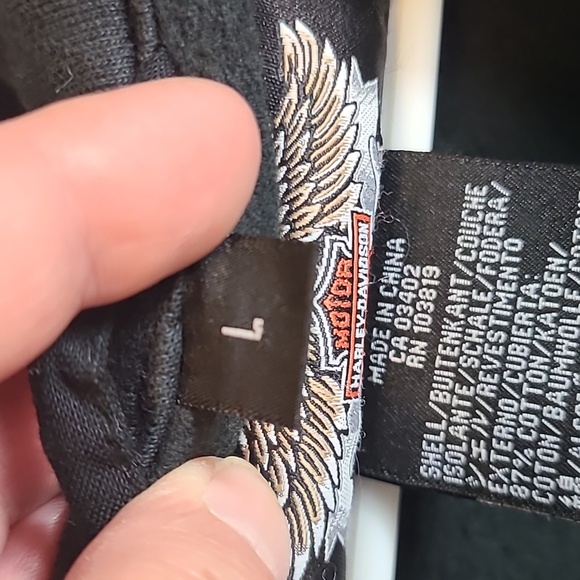 L
MOTOR
HARLEY-DAVIDSON
MADE IN CHINA
CA 03402
RN 103819
SHELL/BUITENKANT/COUCHE
ISOLANTE/SCHALE/FODERA/
EXTERNO/CUBIERTA
COTTON/KATOEN/
COTON/BAUMWOLLE/